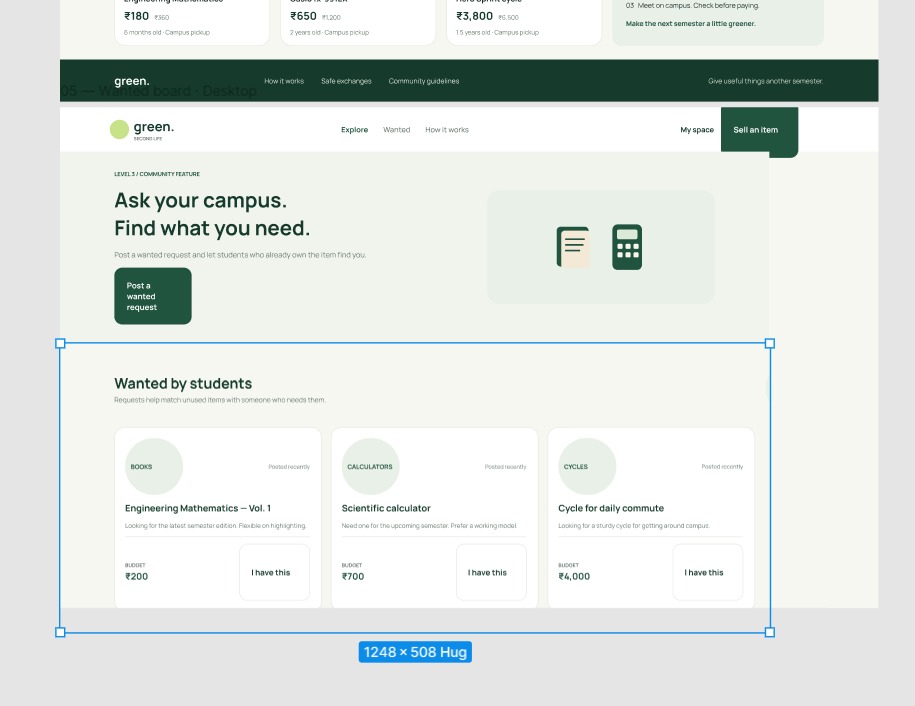 Engineering Mathematics
₹180 ₹360
6 months old · Campus pickup
₹650 ₹1,200
2 years old · Campus pickup
₹3,800 ₹6,500
1.5 years old · Campus pickup
03 Meet on campus. Check before paying.
Make the next semester a little greener.
green.
How it works
Safe exchanges
Community guidelines
Give useful things another semester.
05 — Wanted board · Desktop
green.
SECOND LIFE
Explore
Wanted
How it works
My space
Sell an item
LEVEL 3 / COMMUNITY FEATURE
Ask your campus.
Find what you need.
Post a wanted request and let students who already own the item find you.
Post a
wanted
request
Wanted by students
Requests help match unused items with someone who needs them.
BOOKS
Posted recently
Engineering Mathematics — Vol. 1
Looking for the latest semester edition. Flexible on highlighting.
BUDGET
₹200
I have this
CALCULATORS
Posted recently
Scientific calculator
Need one for the upcoming semester. Prefer a working model.
BUDGET
₹700
I have this
CYCLES
Posted recently
Cycle for daily commute
Looking for a sturdy cycle for getting around campus.
BUDGET
₹4,000
I have this
1248 × 508 Hug